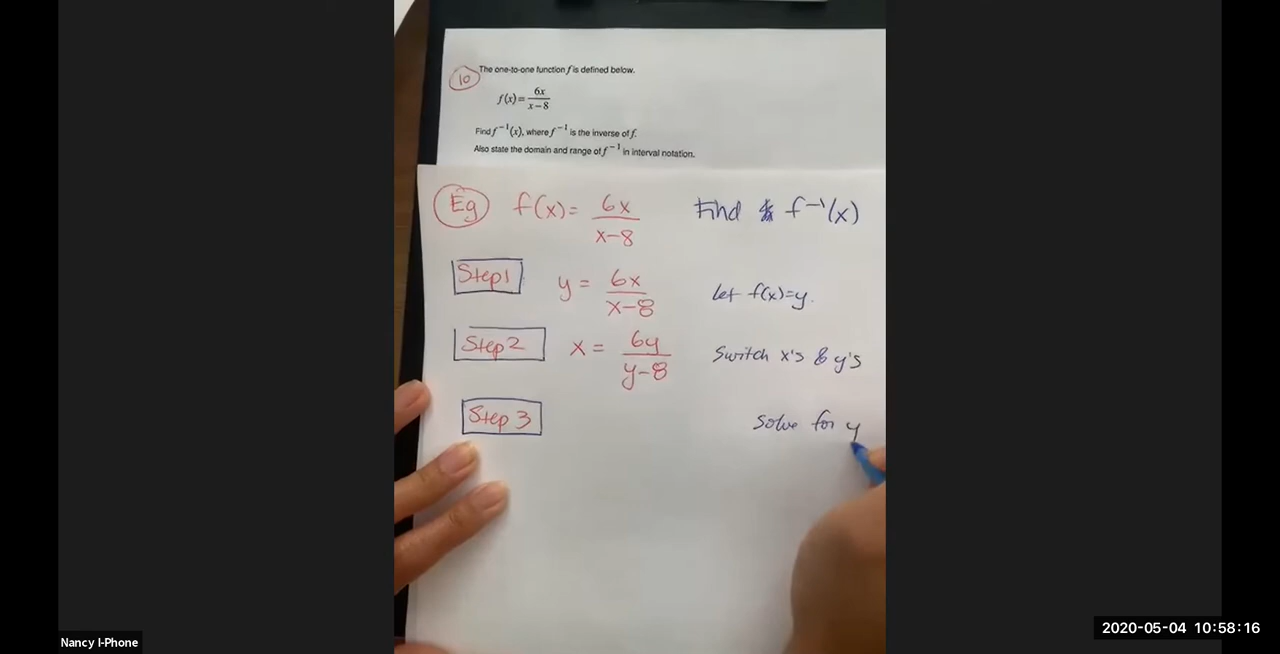 10
The one-to-one function f is defined below.
f(x) = 6x / x-8
Find f⁻¹(x), where f⁻¹ is the inverse of f.
Also state the domain and range of f⁻¹ in interval notation.
Eg f(x) = 6x / x-8 Find f⁻¹(x)
Step 1 y = 6x / x-8 let f(x)=y.
Step 2 x = 6y / y-8 Switch x's & y's
Step 3 Solve for y
Nancy I-Phone
2020-05-04 10:58:16